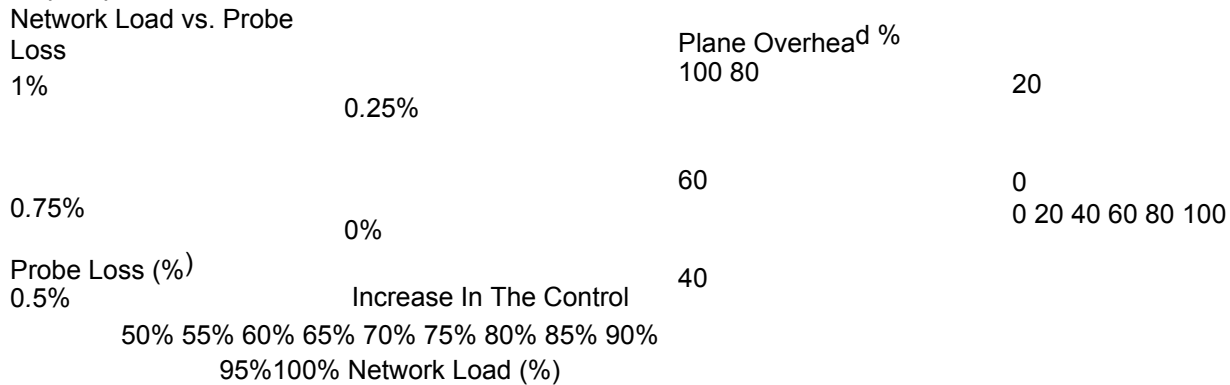 Network Load vs. Probe
Loss
1%
0.25%
0.75%
0%
Probe Loss (%)
0.5%
Increase In The Control
50% 55% 60% 65% 70% 75% 80% 85% 90%
95%100% Network Load (%)
Plane Overhead %
100 80
60
40
20
0
0 20 40 60 80 100